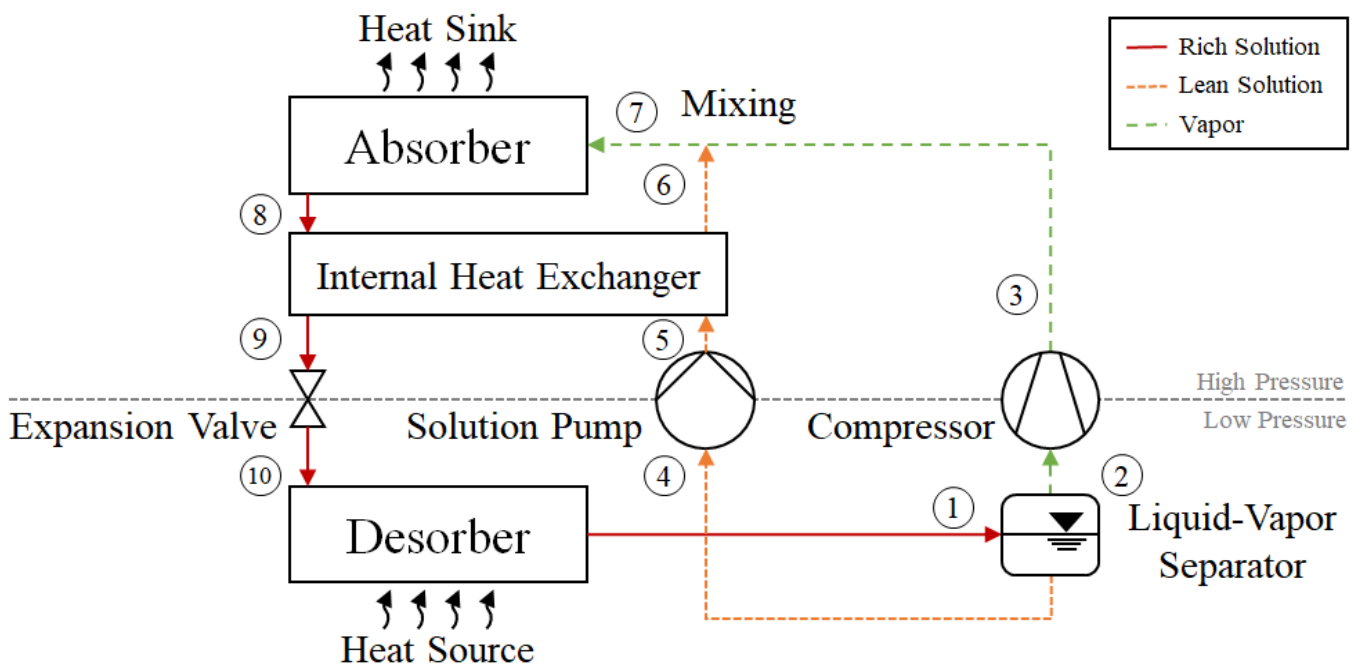 Heat Sink
Rich Solution
Lean Solution
Vapor
7
Mixing
Absorber
6
8
Internal Heat Exchanger
3
9
5
High Pressure
Expansion Valve
Solution Pump
Compressor
Low Pressure
10
4
2
1
Desorber
Liquid-Vapor
Separator
Heat Source